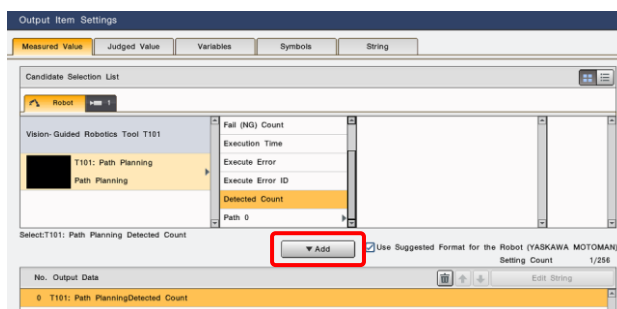 Output Item Settings
Measured Value Judged Value Variables Symbols String
Candidate Selection List
Robot 1
Vision-Guided Robotics Tool T101
T101: Path Planning
Path Planning
Fail (NG) Count
Execution Time
Execute Error
Execute Error ID
Detected Count
Path 0
Select:T101: Path Planning Detected Count
▼ Add
Use Suggested Format for the Robot (YASKAWA MOTOMAN)
Setting Count 1/256
No. Output Data
Edit String
0 T101: Path PlanningDetected Count